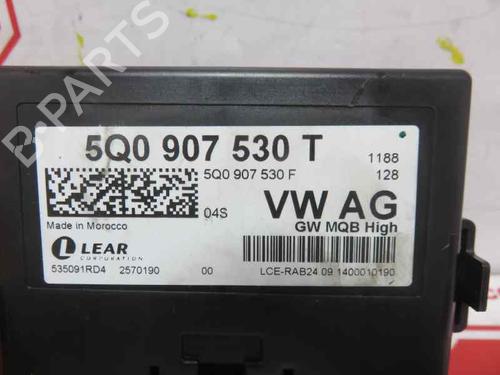 B-PARTS
5Q0 907 530 T 1188
5Q0 907 530 F 128
04S VW AG
Made in Morocco GW MQB High
LEAR
CORPORATION
535091RD4 2570190 00 LCE-RAB24 09.1400010190